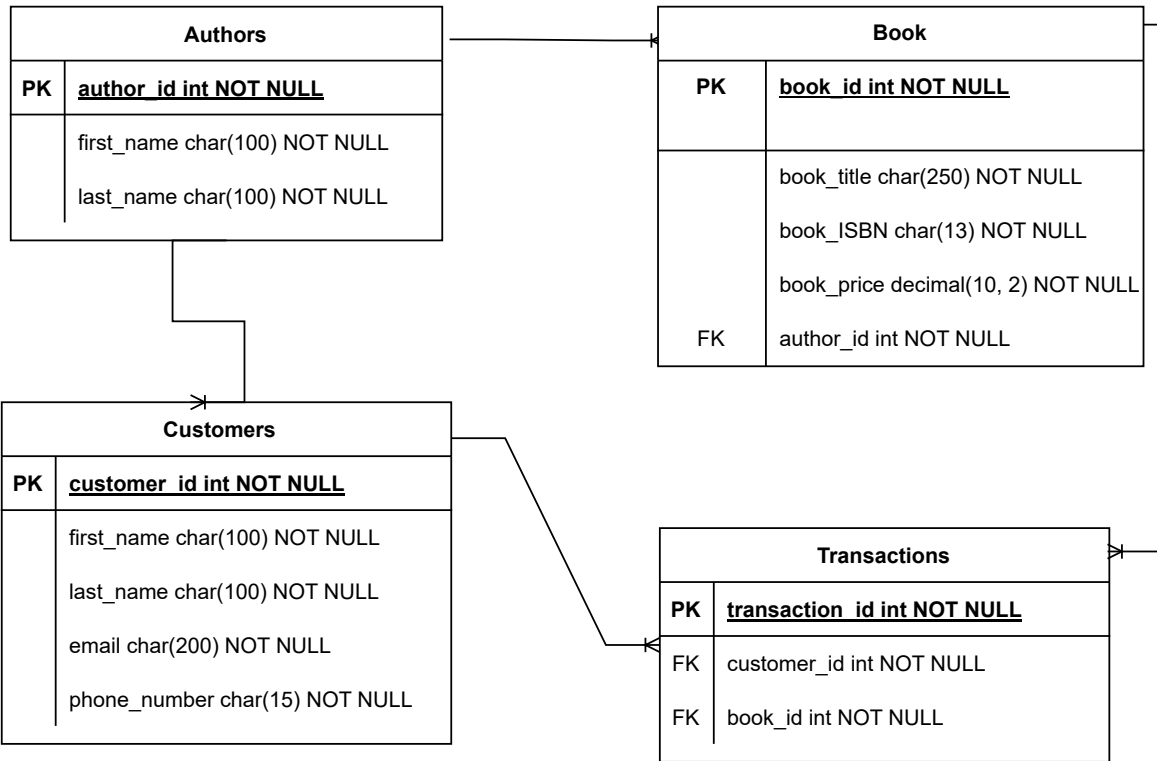 Authors
PK author_id int NOT NULL
first_name char(100) NOT NULL
last_name char(100) NOT NULL
Book
PK book_id int NOT NULL
book_title char(250) NOT NULL
book_ISBN char(13) NOT NULL
book_price decimal(10, 2) NOT NULL
FK author_id int NOT NULL
Customers
PK customer_id int NOT NULL
first_name char(100) NOT NULL
last_name char(100) NOT NULL
email char(200) NOT NULL
phone_number char(15) NOT NULL
Transactions
PK transaction_id int NOT NULL
FK customer_id int NOT NULL
FK book_id int NOT NULL